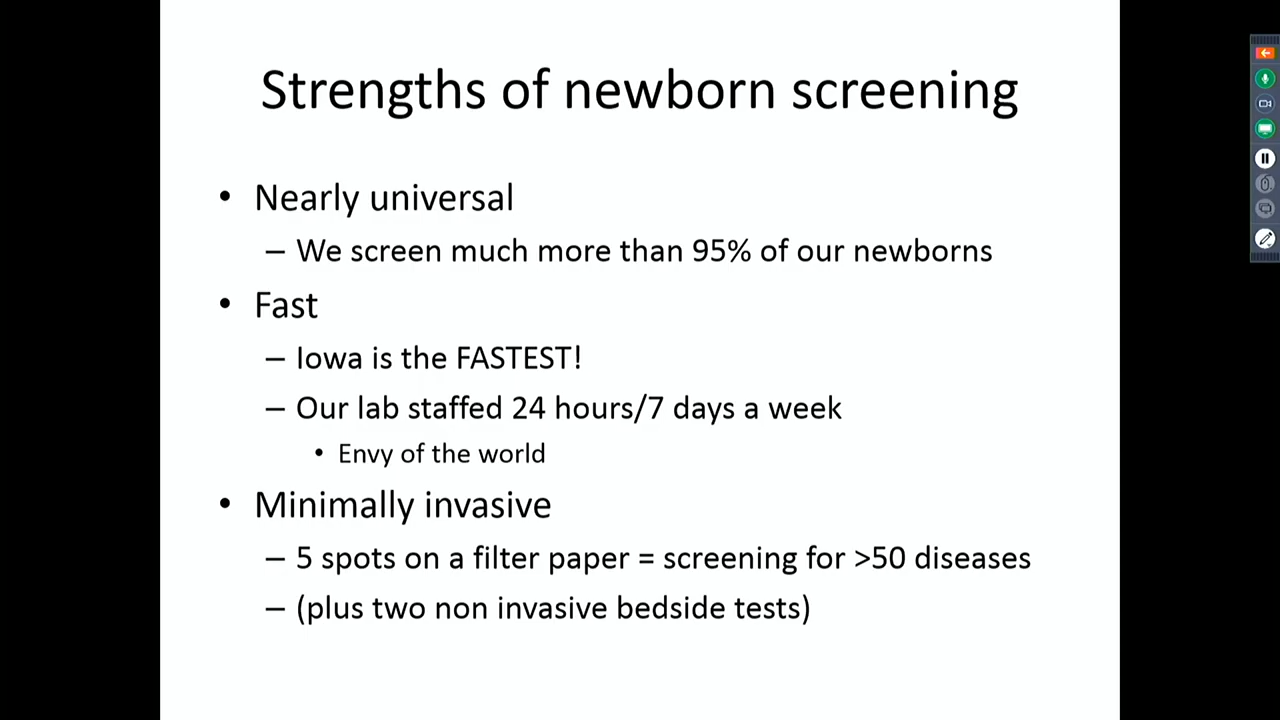 Strengths of newborn screening
• Nearly universal
– We screen much more than 95% of our newborns
• Fast
– Iowa is the FASTEST!
– Our lab staffed 24 hours/7 days a week
• Envy of the world
• Minimally invasive
– 5 spots on a filter paper = screening for >50 diseases
– (plus two non invasive bedside tests)